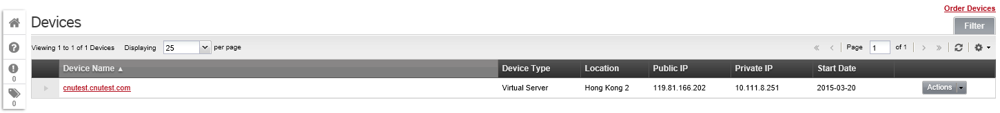 Order Devices
Devices
Filter
Viewing 1 to 1 of 1 Devices Displaying 25 per page « ‹ Page 1 of 1 › »
0
Device Name ▲ Device Type Location Public IP Private IP Start Date
cnutest.cnutest.com Virtual Server Hong Kong 2 119.81.166.202 10.111.8.251 2015-03-20 Actions
0